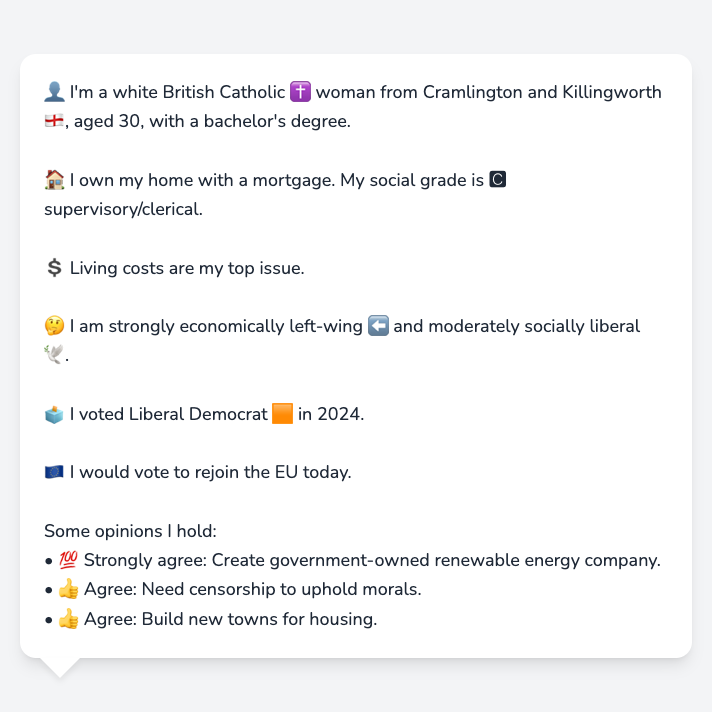 👤 I'm a white British Catholic ✝️ woman from Cramlington and Killingworth
🏴󠁧󠁢󠁥󠁮󠁧󠁿, aged 30, with a bachelor's degree.
🏠 I own my home with a mortgage. My social grade is 🅲
supervisory/clerical.
💲 Living costs are my top issue.
🤔 I am strongly economically left-wing ⬅️ and moderately socially liberal
🕊️.
🗳️ I voted Liberal Democrat 🟧 in 2024.
🇪🇺 I would vote to rejoin the EU today.
Some opinions I hold:
• 💯 Strongly agree: Create government-owned renewable energy company.
• 👍 Agree: Need censorship to uphold morals.
• 👍 Agree: Build new towns for housing.